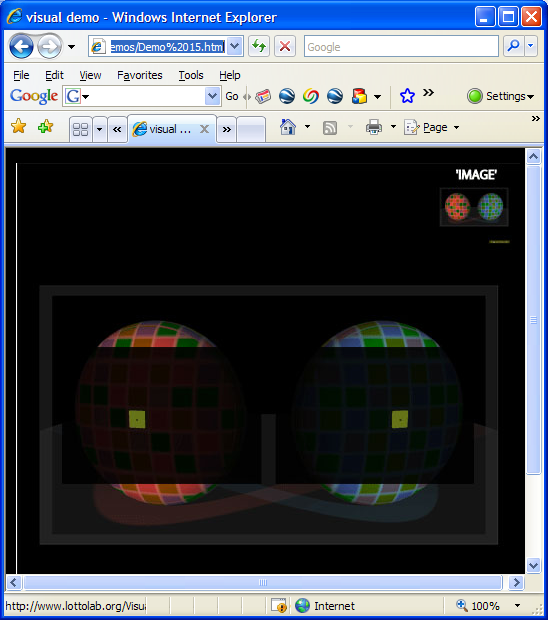 visual demo - Windows Internet Explorer
emos/Demo%2015.htm
Google
File Edit View Favorites Tools Help
Google G Go Settings
visual ... Page
'IMAGE'
http://www.lottolab.org/Visua Internet 100%